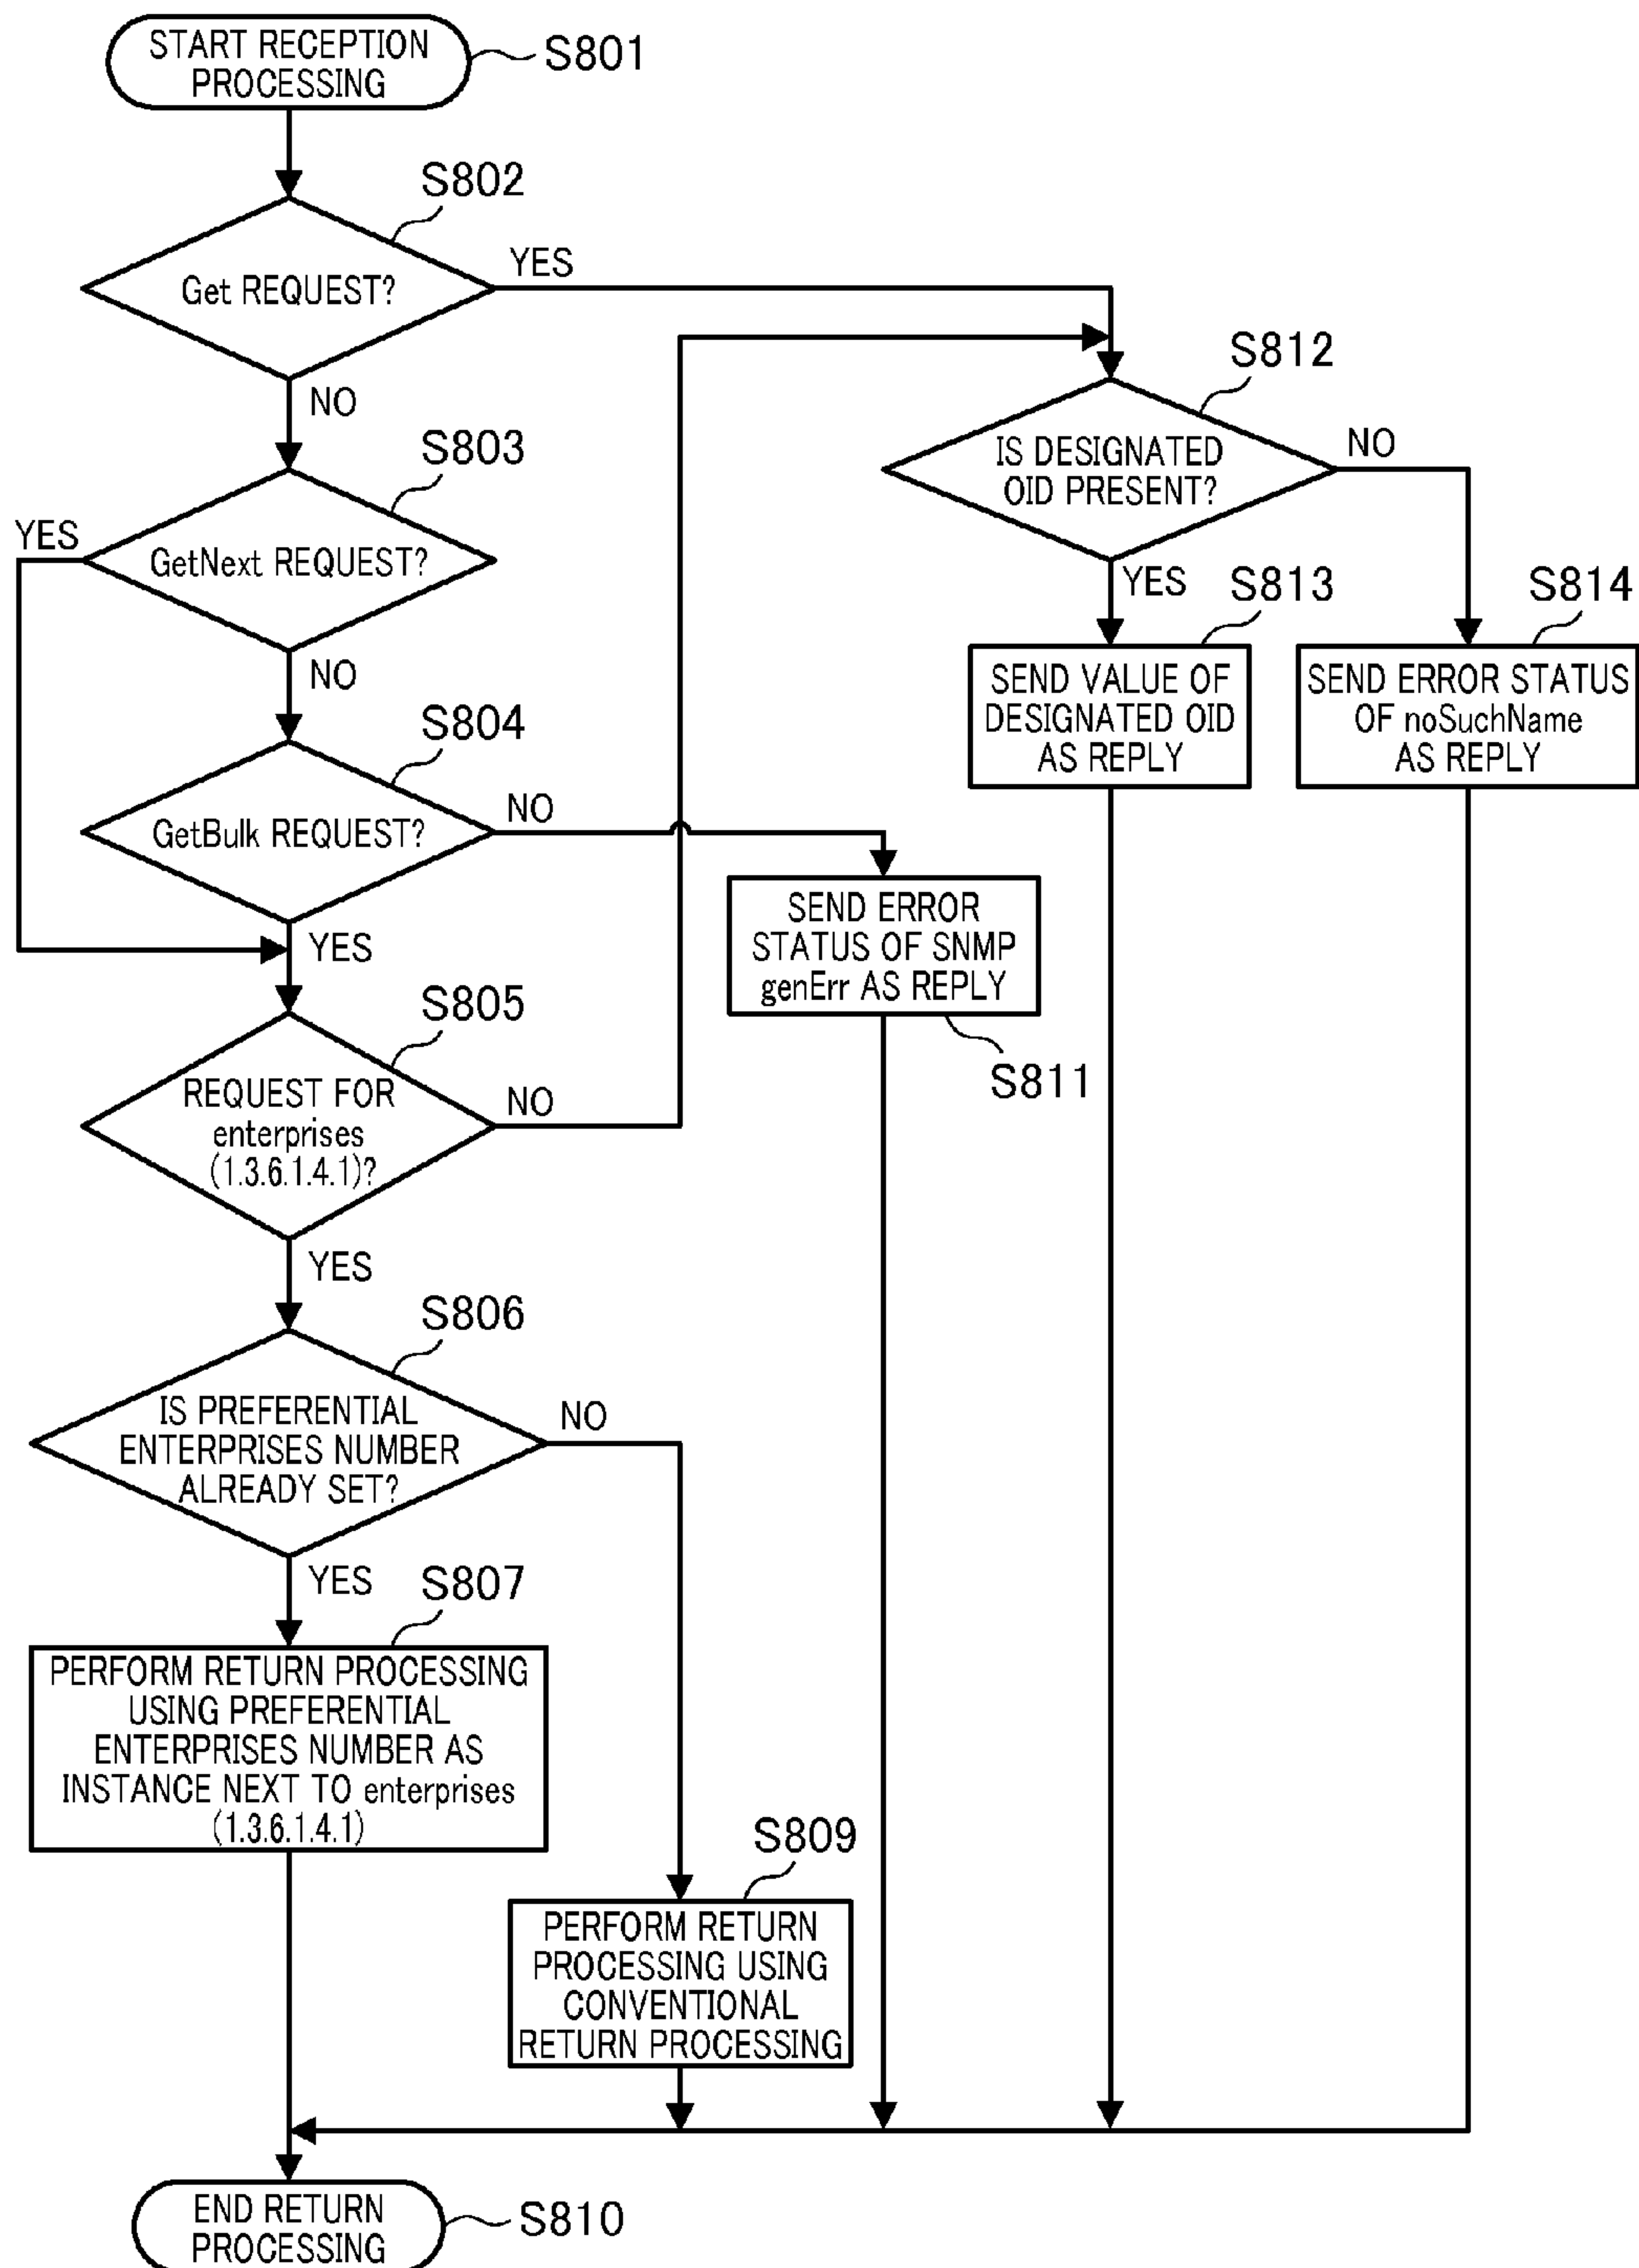 START RECEPTION
PROCESSING
S801
S802
Get REQUEST?
YES
NO
S803
GetNext REQUEST?
YES
NO
S804
GetBulk REQUEST?
NO
YES
S805
REQUEST FOR
enterprises
(1.3.6.1.4.1)?
NO
YES
S806
IS PREFERENTIAL
ENTERPRISES NUMBER
ALREADY SET?
NO
YES
S807
PERFORM RETURN PROCESSING
USING PREFERENTIAL
ENTERPRISES NUMBER AS
INSTANCE NEXT TO enterprises
(1.3.6.1.4.1)
S809
PERFORM RETURN
PROCESSING USING
CONVENTIONAL
RETURN PROCESSING
SEND ERROR
STATUS OF SNMP
genErr AS REPLY
S811
S812
IS DESIGNATED
OID PRESENT?
NO
YES
S813
SEND VALUE OF
DESIGNATED OID
AS REPLY
S814
SEND ERROR STATUS
OF noSuchName
AS REPLY
END RETURN
PROCESSING
S810